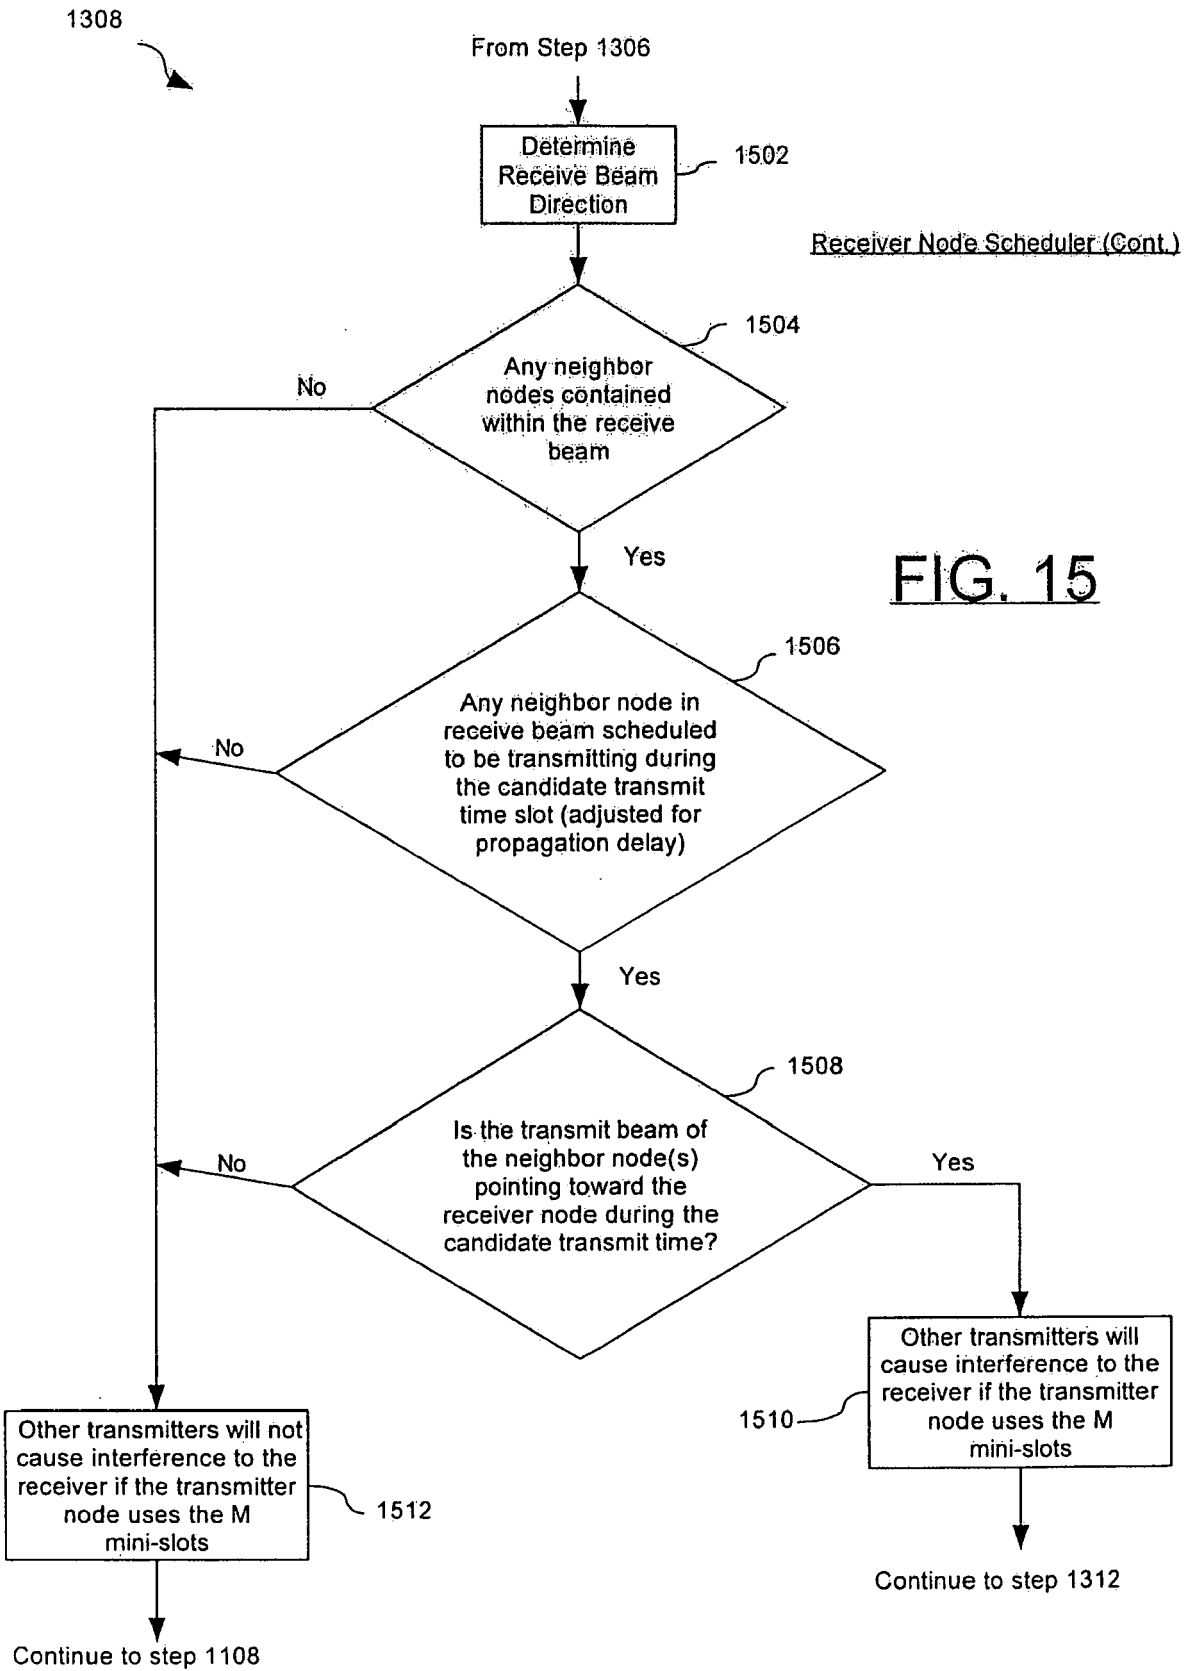 1308
From Step 1306
Determine
Receive Beam
Direction
1502
Receiver Node Scheduler (Cont.)
1504
Any neighbor
nodes contained
within the receive
beam
No
Yes
FIG. 15
1506
Any neighbor node in
receive beam scheduled
to be transmitting during
the candidate transmit
time slot (adjusted for
propagation delay)
No
Yes
1508
Is the transmit beam of
the neighbor node(s)
pointing toward the
receiver node during the
candidate transmit time?
No
Yes
Other transmitters will
cause interference to the
receiver if the transmitter
node uses the M
mini-slots
1510
Other transmitters will not
cause interference to the
receiver if the transmitter
node uses the M
mini-slots
1512
Continue to step 1312
Continue to step 1108